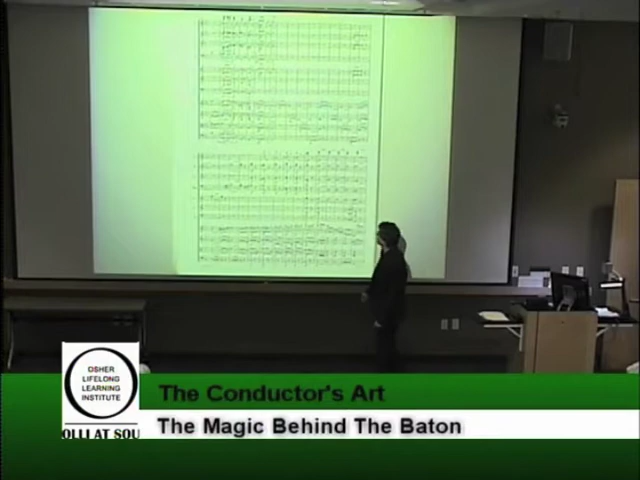 OSHER
LIFELONG
LEARNING
INSTITUTE
OLLI AT SOU
The Conductor's Art
The Magic Behind The Baton